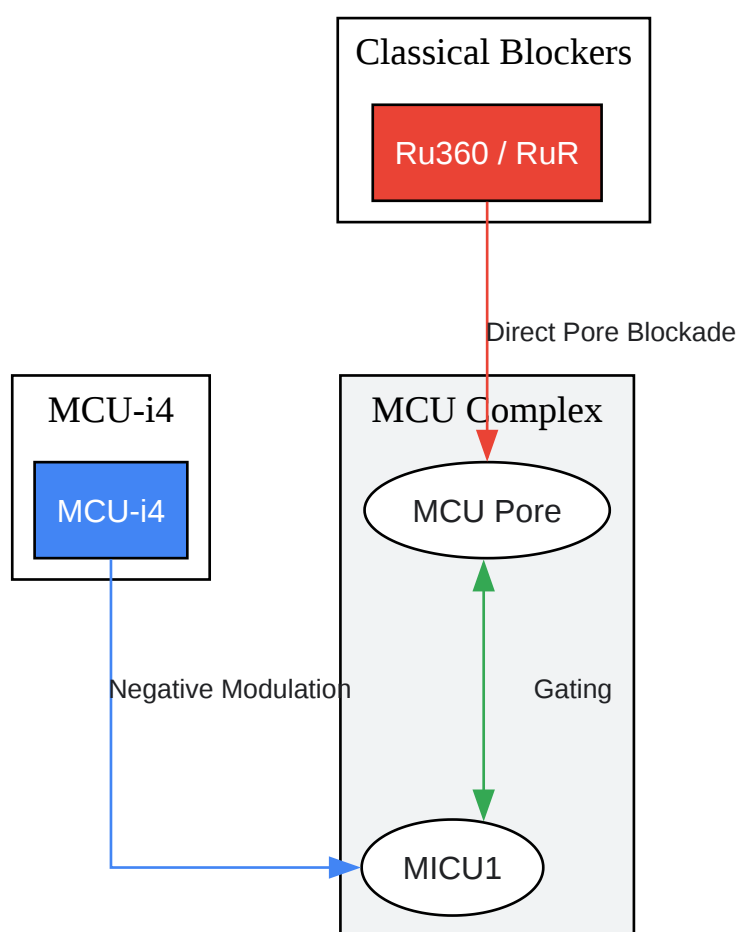 Classical Blockers
Ru360 / RuR
Direct Pore Blockade
MCU-i4
MCU Complex
MCU-i4
MCU Pore
Negative Modulation
Gating
MICU1